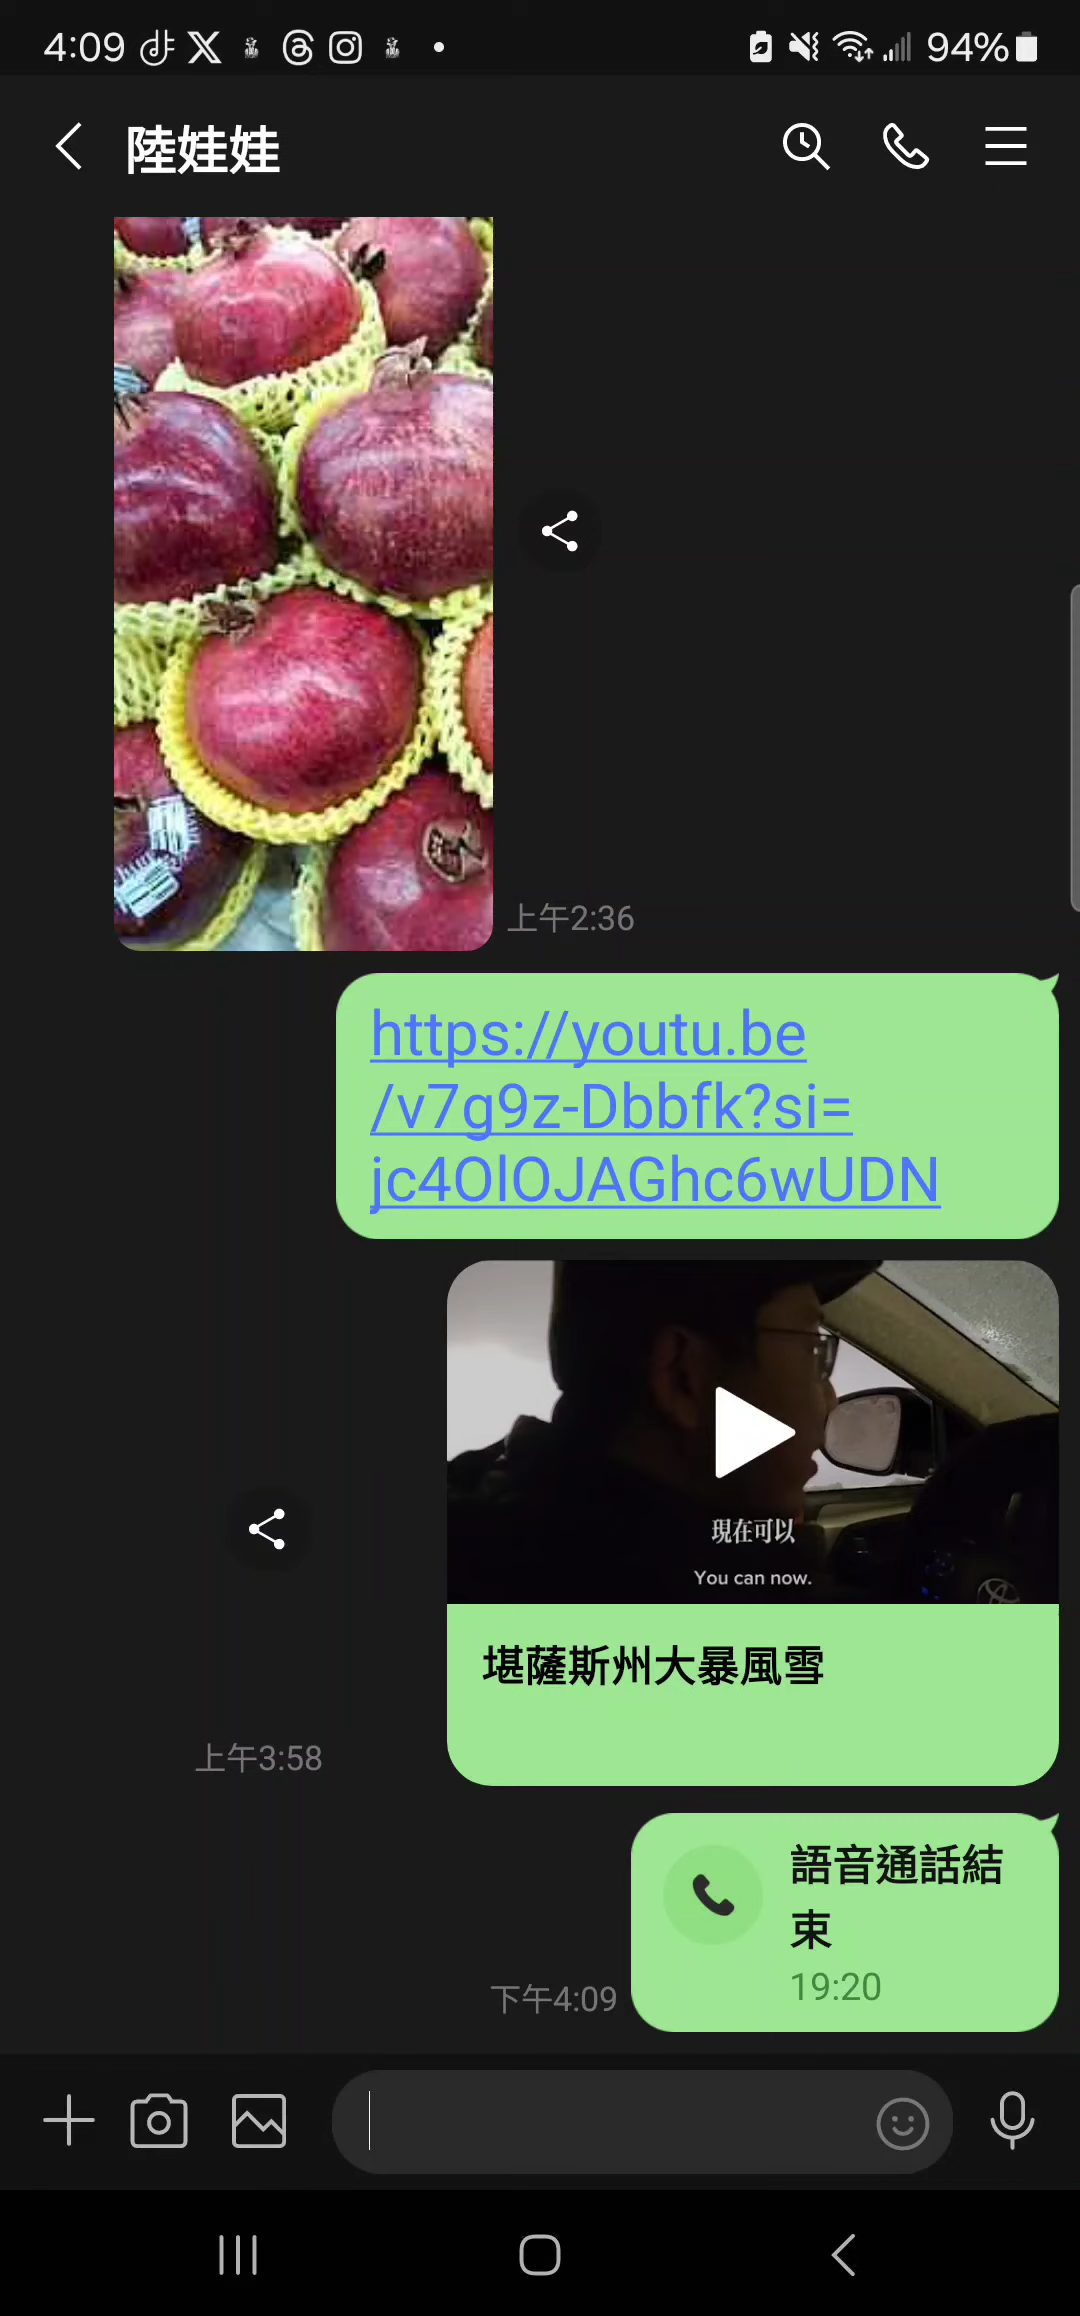 4:09
94%
陸娃娃
上午2:36
https://youtu.be
/v7g9z-Dbbfk?si=
jc4OlOJAGhc6wUDN
現在可以
You can now.
堪薩斯州大暴風雪
上午3:58
語音通話結
束
19:20
下午4:09